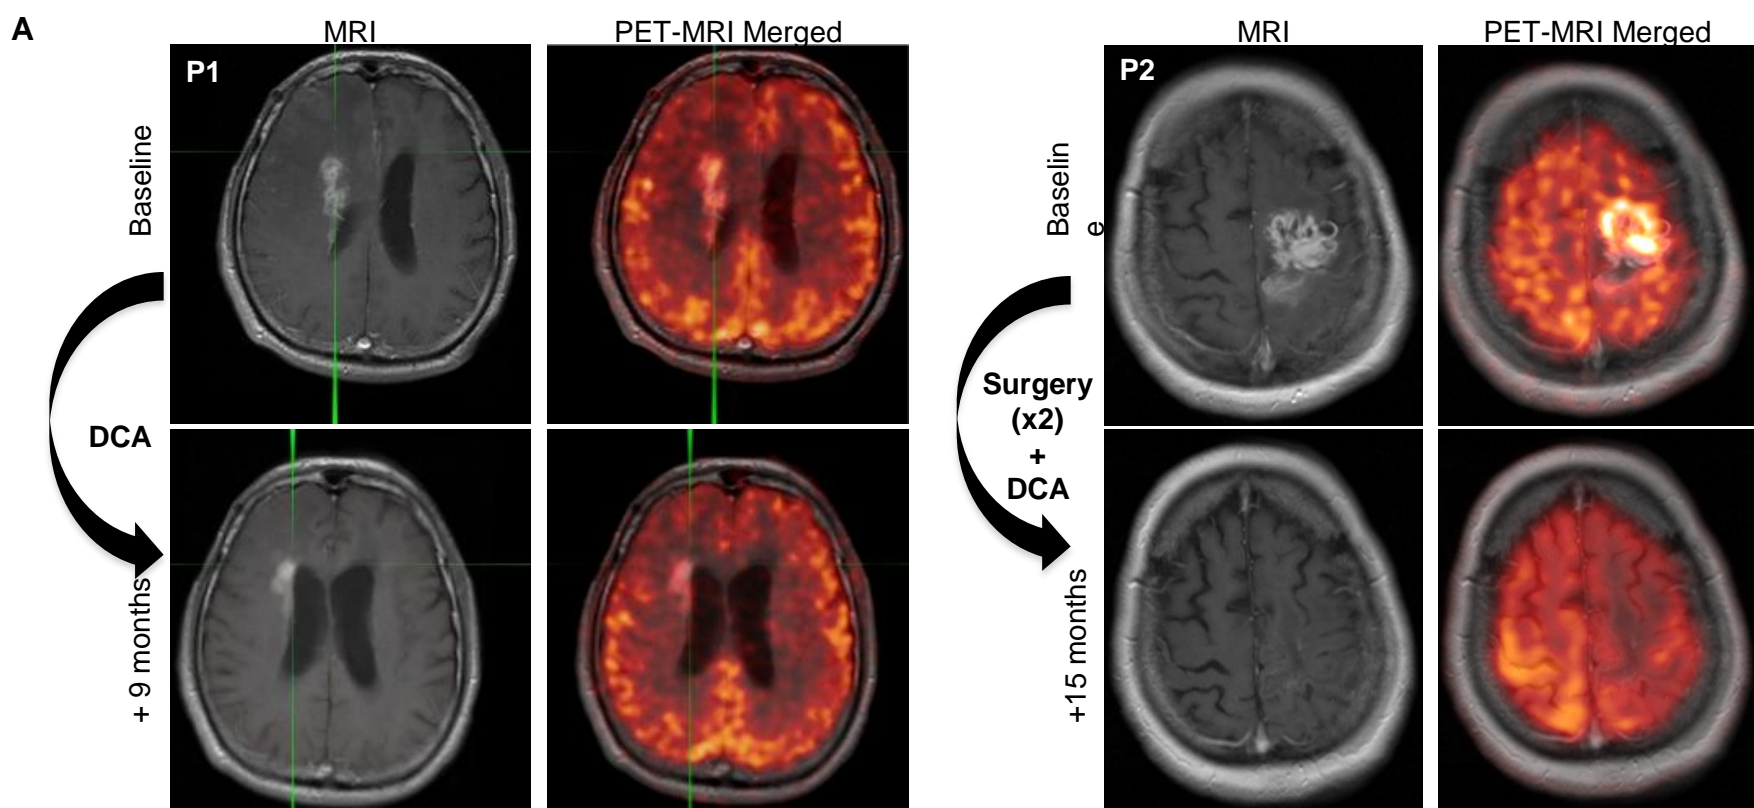 A
MRI
PET-MRI Merged
MRI
PET-MRI Merged
P1
P2
Baseline
Baselin
e
DCA
Surgery
(x2)
+
DCA
+ 9 months
+15 months